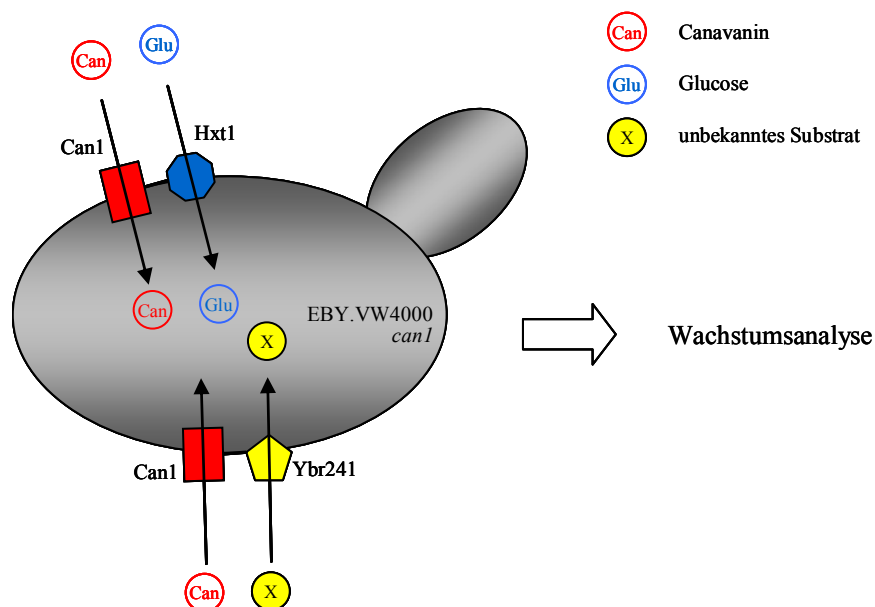 Can Canavanin
Glu Glucose
X unbekanntes Substrat
Can
Glu
Can1
Hxt1
Can
Glu
X
EBY.VW4000
can1
Wachstumsanalyse
Can1
Ybr241
Can
X